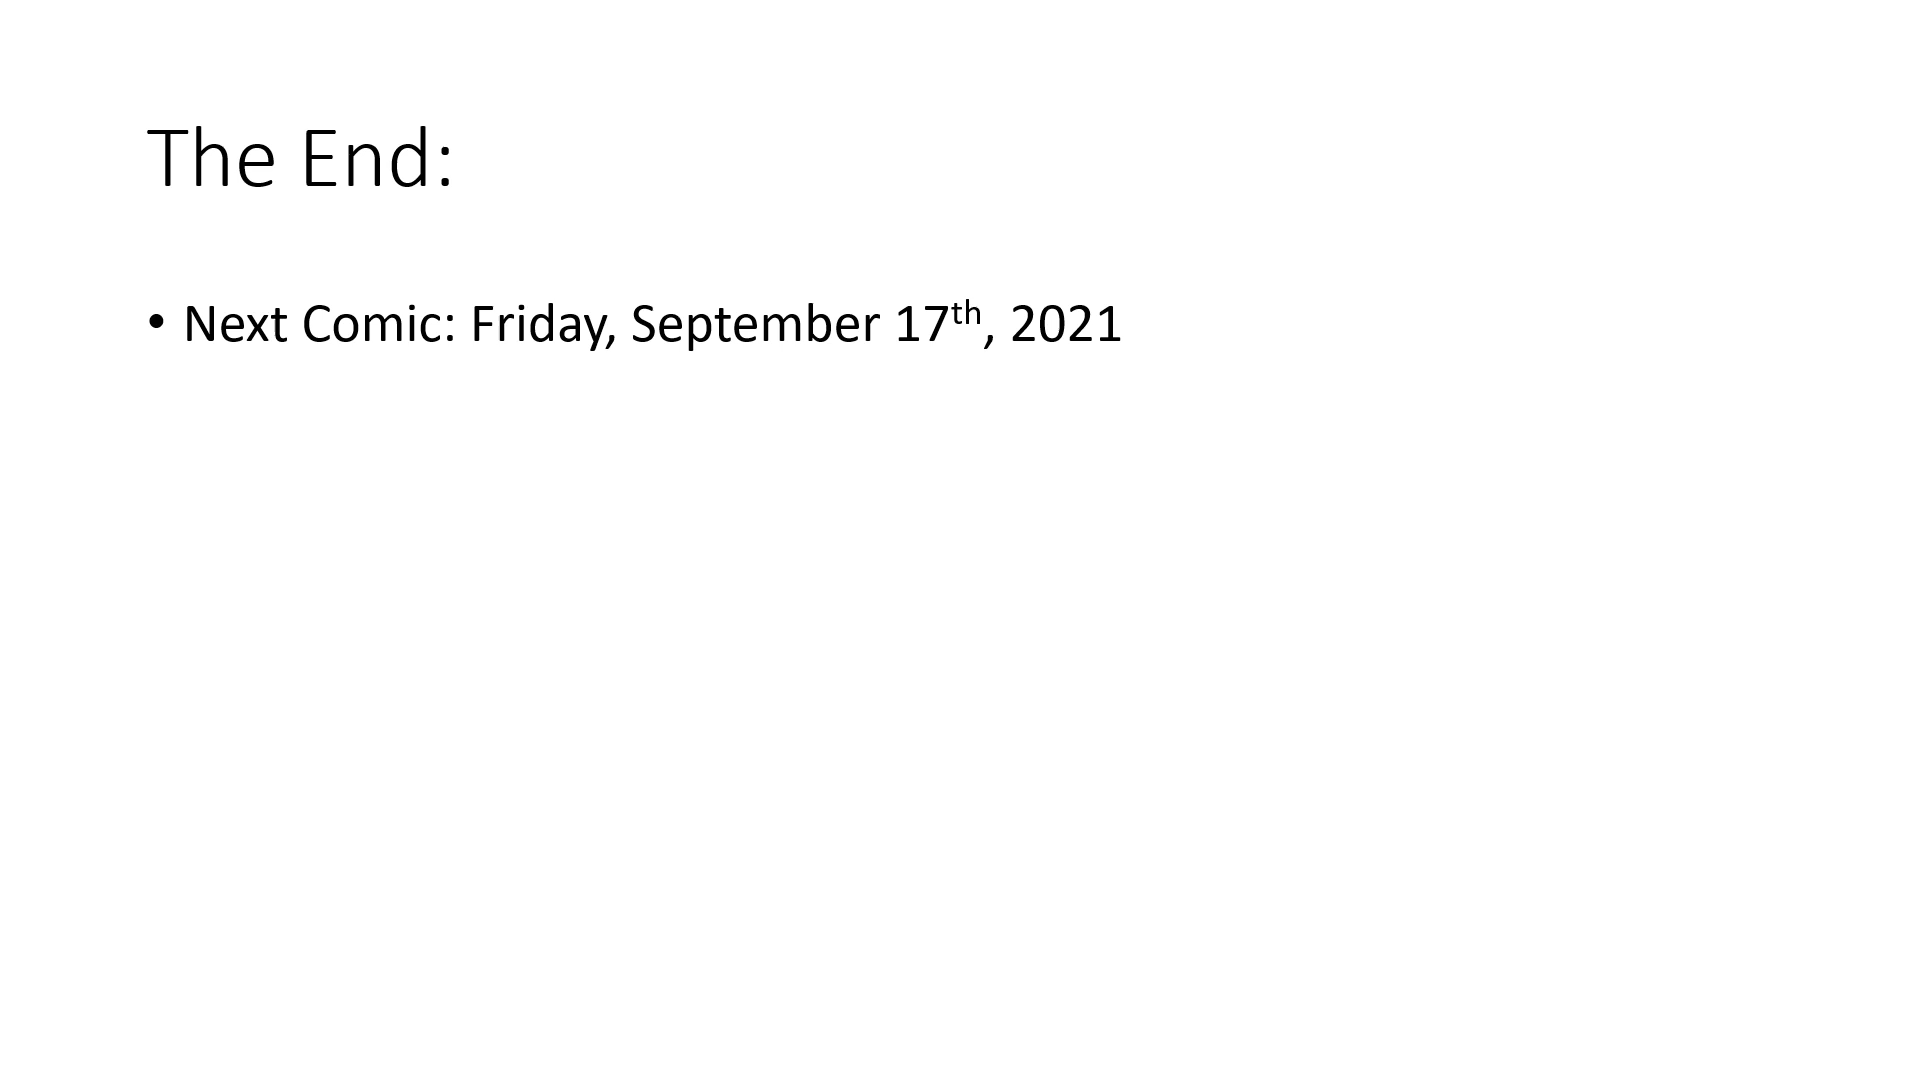 The End:
• Next Comic: Friday, September 17th, 2021